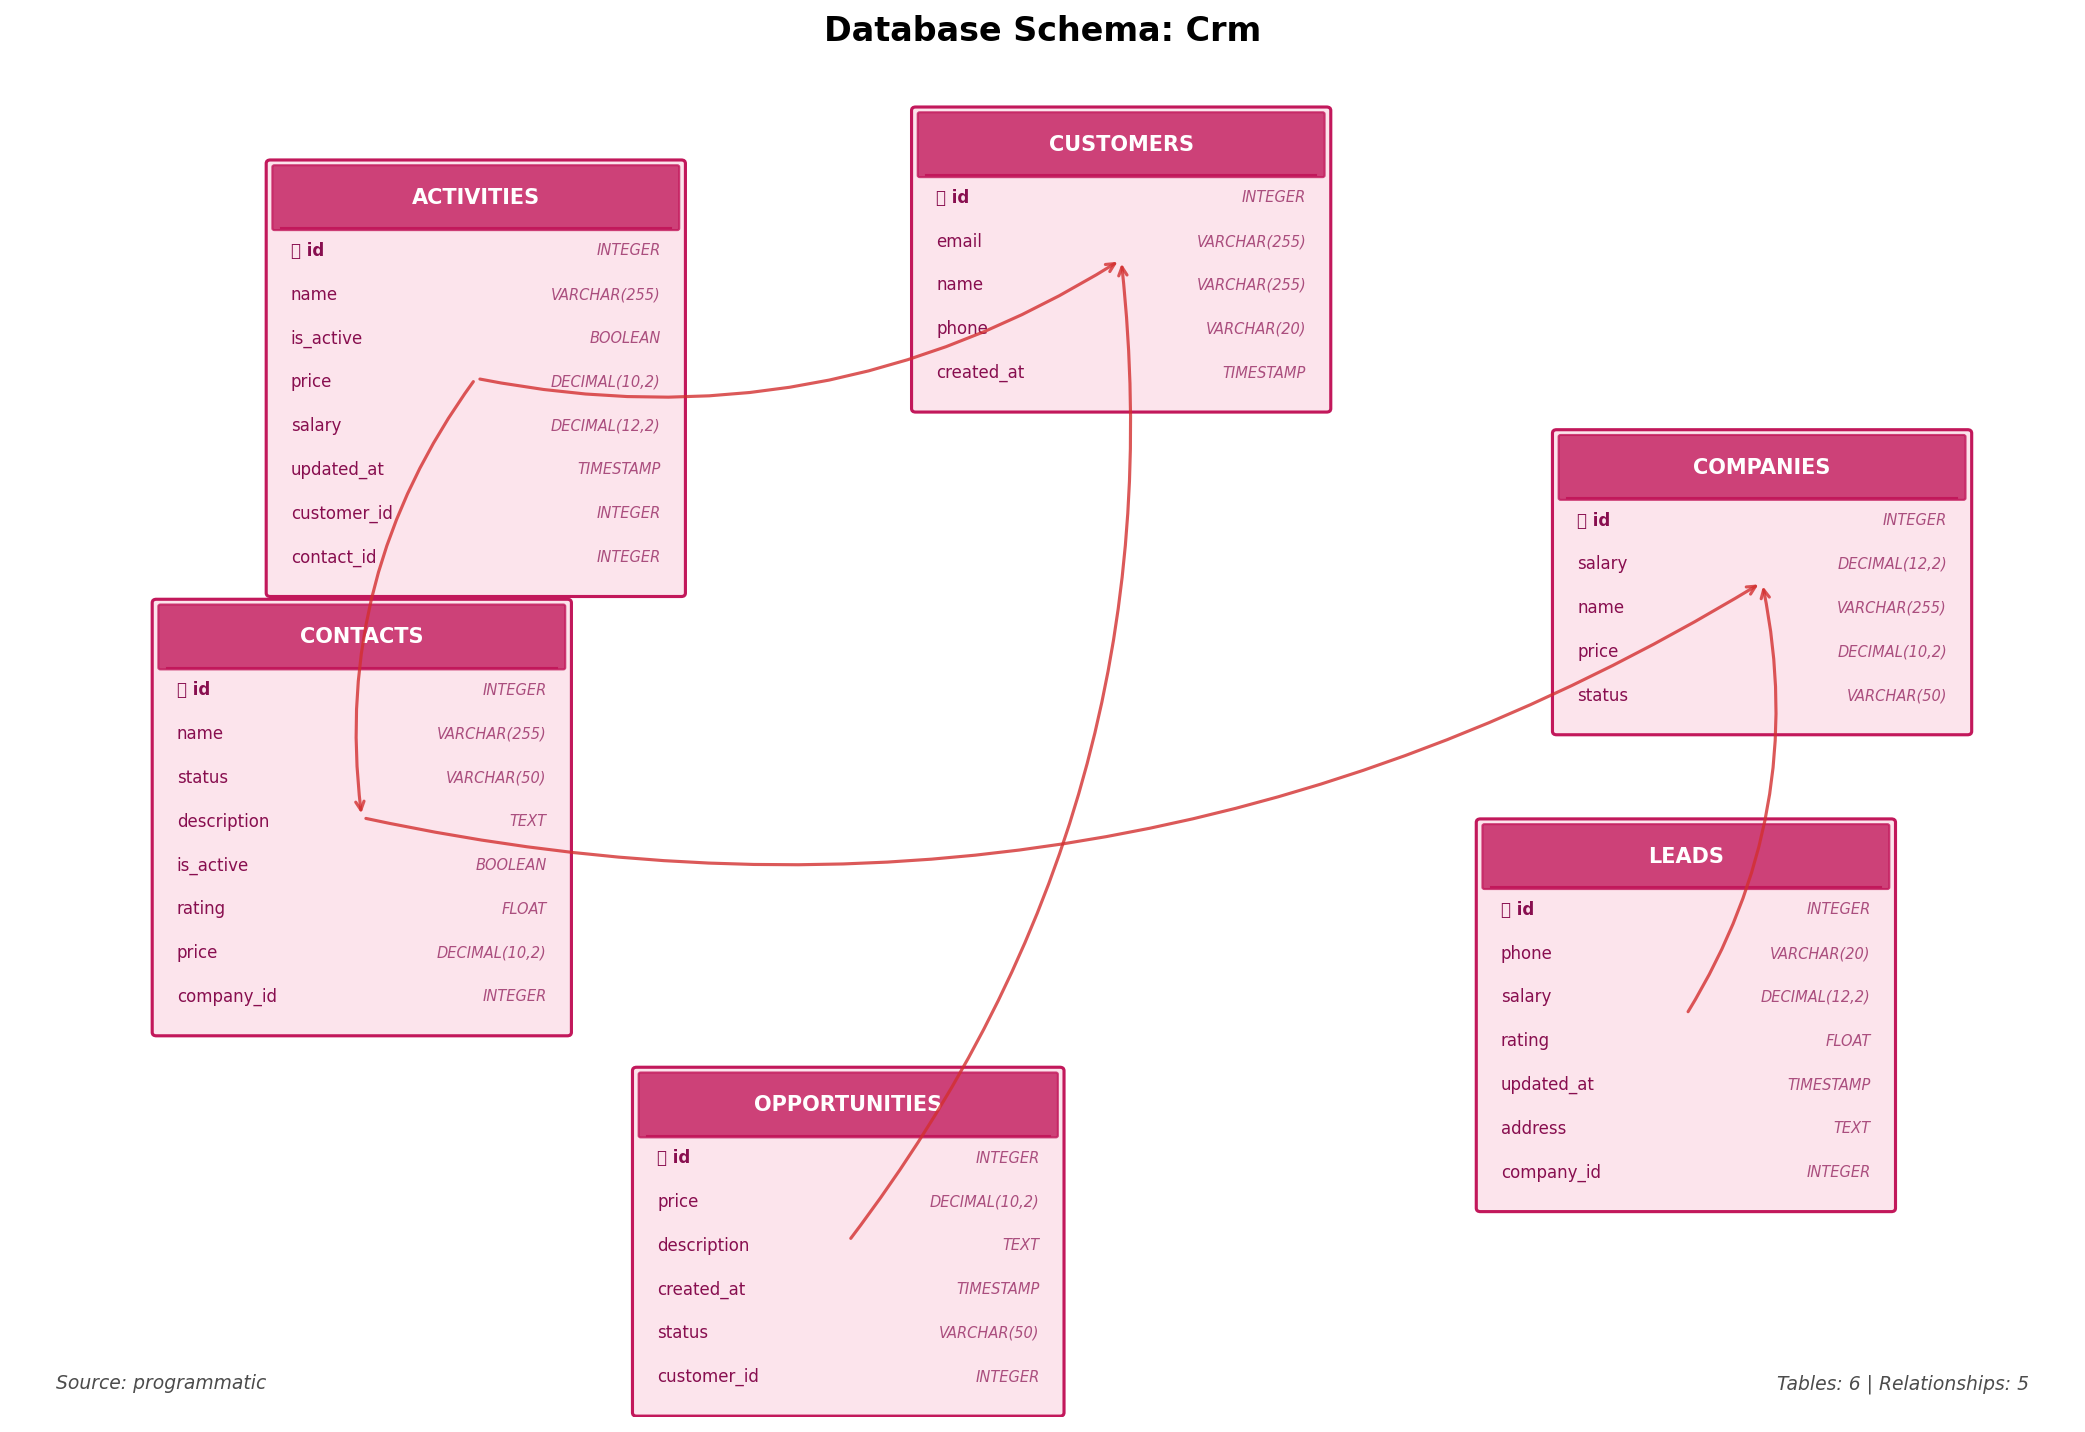 Database Schema: Crm
ACTIVITIES
id INTEGER
name VARCHAR(255)
is_active BOOLEAN
price DECIMAL(10,2)
salary DECIMAL(12,2)
updated_at TIMESTAMP
customer_id INTEGER
contact_id INTEGER
CUSTOMERS
id INTEGER
email VARCHAR(255)
name VARCHAR(255)
phone VARCHAR(20)
created_at TIMESTAMP
COMPANIES
id INTEGER
salary DECIMAL(12,2)
name VARCHAR(255)
price DECIMAL(10,2)
status VARCHAR(50)
CONTACTS
id INTEGER
name VARCHAR(255)
status VARCHAR(50)
description TEXT
is_active BOOLEAN
rating FLOAT
price DECIMAL(10,2)
company_id INTEGER
LEADS
id INTEGER
phone VARCHAR(20)
salary DECIMAL(12,2)
rating FLOAT
updated_at TIMESTAMP
address TEXT
company_id INTEGER
OPPORTUNITIES
id INTEGER
price DECIMAL(10,2)
description TEXT
created_at TIMESTAMP
status VARCHAR(50)
customer_id INTEGER
Source: programmatic
Tables: 6 | Relationships: 5